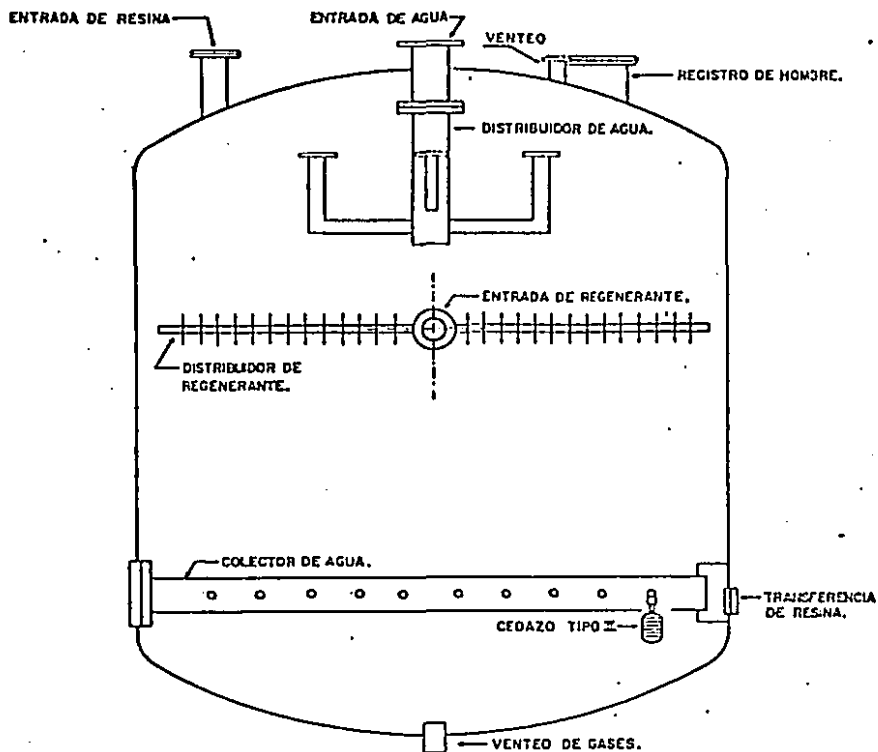 ENTRADA DE RESINA
ENTRADA DE AGUA
VENTEO
REGISTRO DE HOMBRE.
DISTRIBUIDOR DE AGUA.
ENTRADA DE REGENERANTE.
DISTRIBUIDOR DE
REGENERANTE.
COLECTOR DE AGUA.
TRANSFERENCIA
DE RESINA.
CEDAZO TIPO II
VENTEO DE GASES.